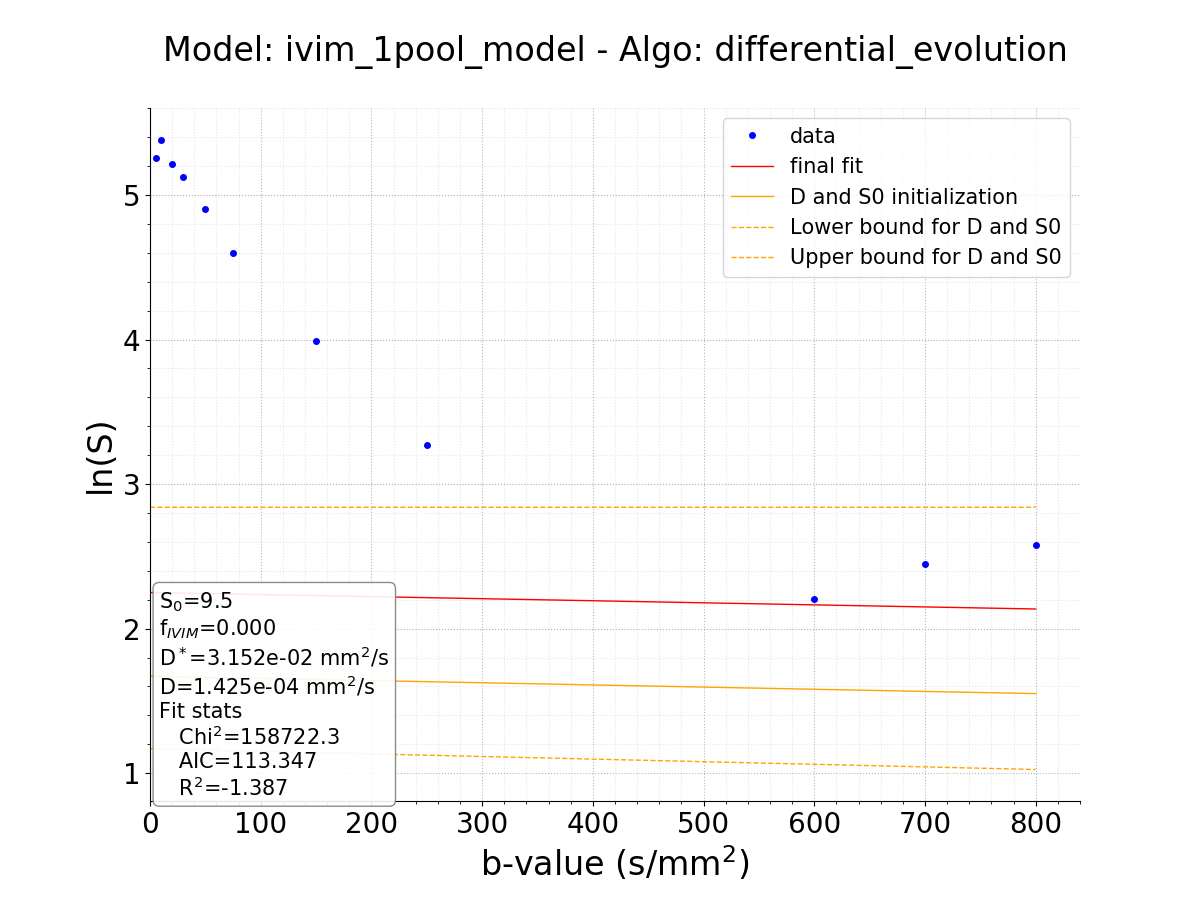 Model: ivim_1pool_model - Algo: differential_evolution
data
final fit
D and S0 initialization
Lower bound for D and S0
Upper bound for D and S0
ln(S)
5
4
3
2
1
S₀=9.5
f_IVIM=0.000
D*=3.152e-02 mm²/s
D=1.425e-04 mm²/s
Fit stats
Chi²=158722.3
AIC=113.347
R²=-1.387
0 100 200 300 400 500 600 700 800
b-value (s/mm²)